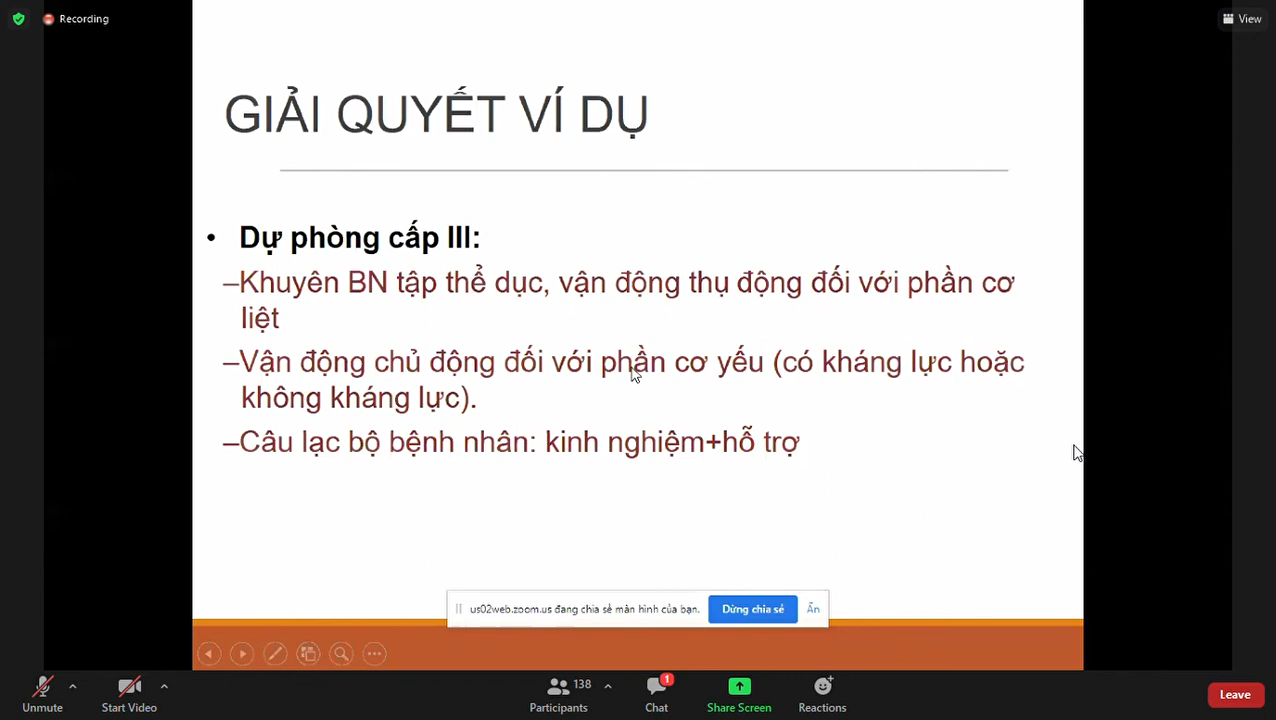 Recording
View
GIẢI QUYẾT VÍ DỤ
• Dự phòng cấp III:
–Khuyên BN tập thể dục, vận động thụ động đối với phần cơ
liệt
–Vận động chủ động đối với phần cơ yếu (có kháng lực hoặc
không kháng lực).
–Câu lạc bộ bệnh nhân: kinh nghiệm+hỗ trợ
us02web.zoom.us đang chia sẻ màn hình của bạn. Dừng chia sẻ Ẩn
Unmute
Start Video
138
Participants
1
Chat
Share Screen
Reactions
Leave